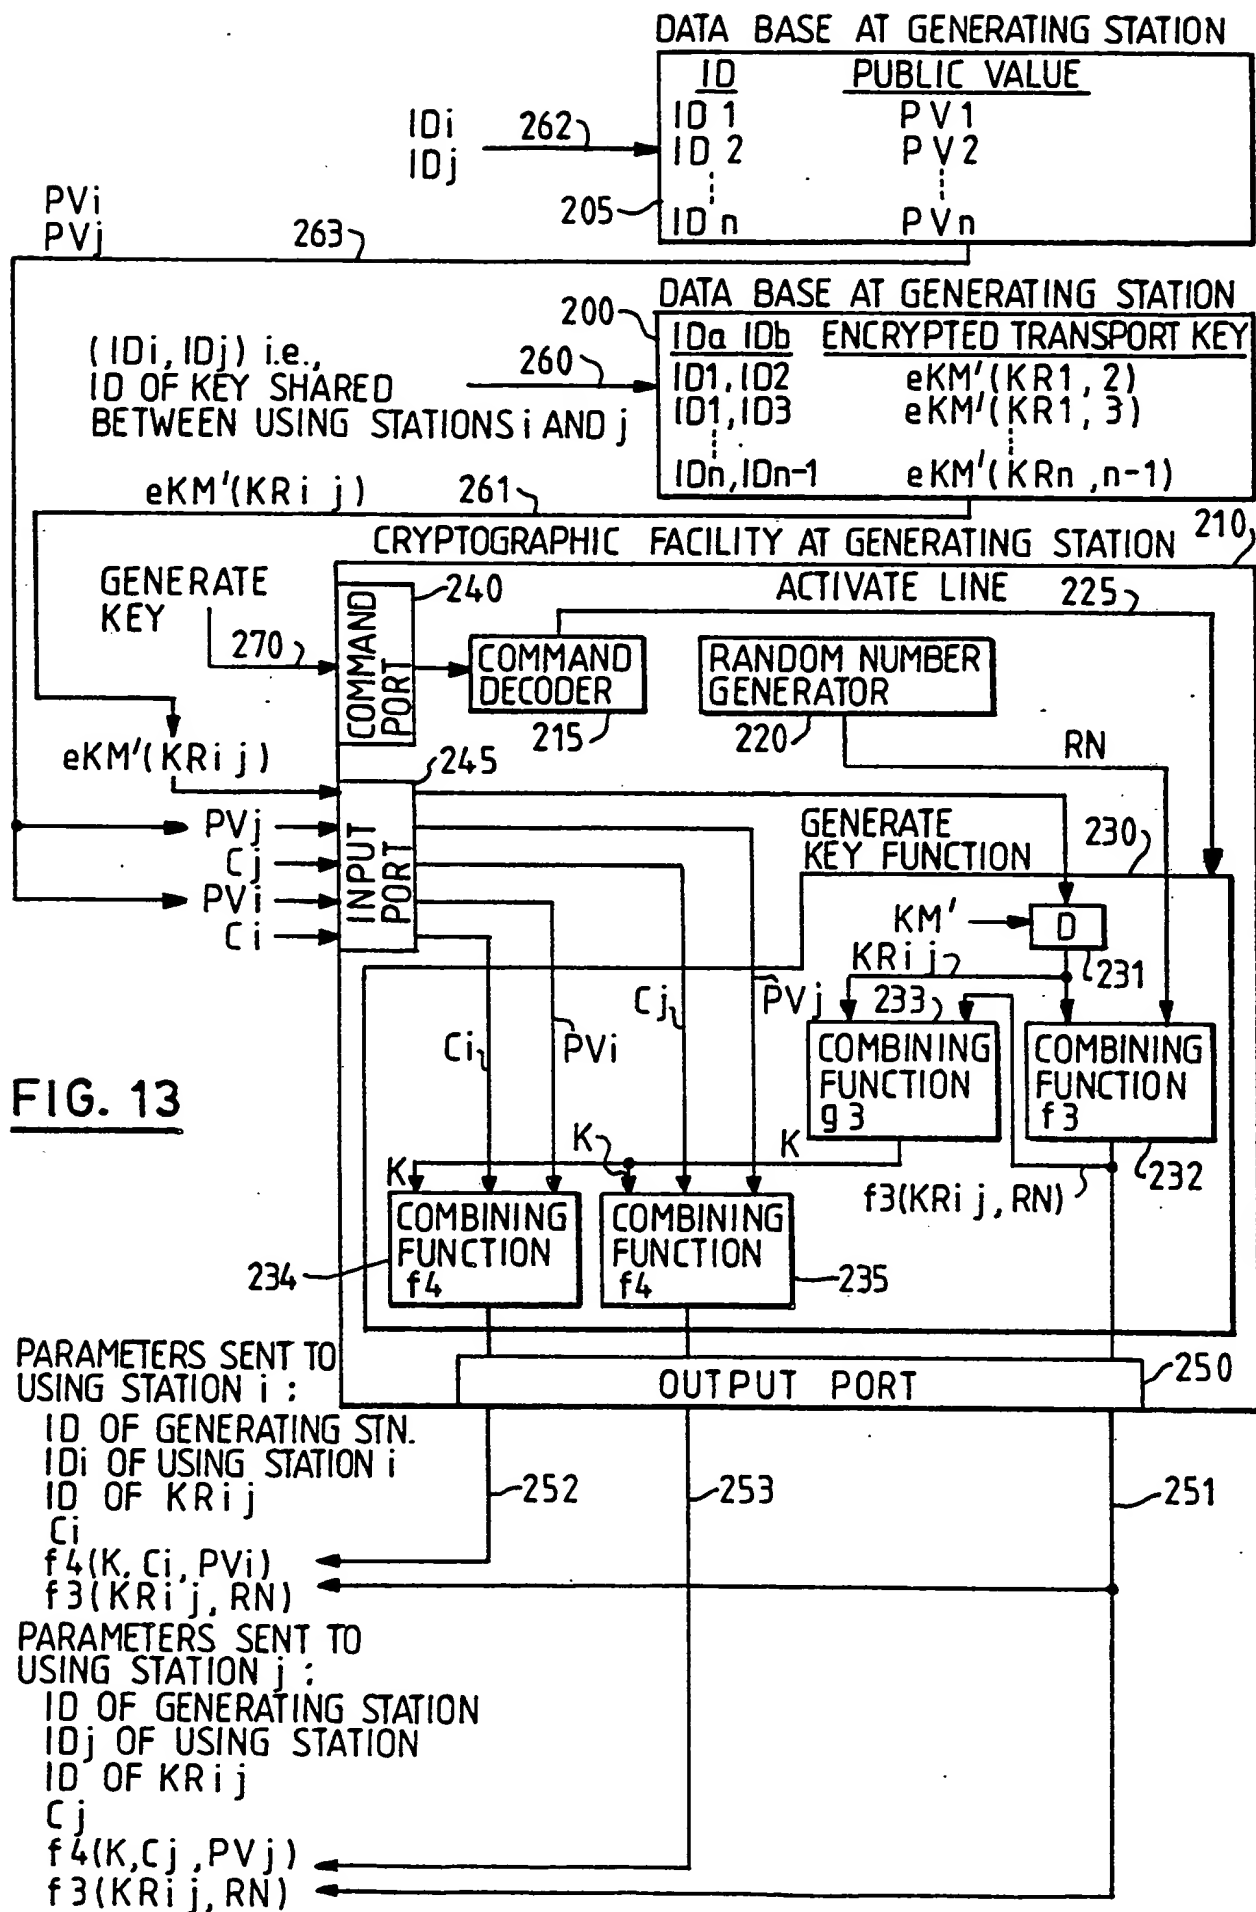 DATA BASE AT GENERATING STATION
ID PUBLIC VALUE
ID 1 PV1
ID 2 PV2
ID n PVn
205
IDi
IDj
262
PVi
PVj
263
DATA BASE AT GENERATING STATION
200
IDa IDb ENCRYPTED TRANSPORT KEY
ID1, ID2 eKM'(KR1, 2)
ID1, ID3 eKM'(KR1, 3)
IDn, IDn-1 eKM'(KRn, n-1)
(IDi, IDj) i.e.,
ID OF KEY SHARED
BETWEEN USING STATIONS i AND j
260
eKM'(KRi j)
261
CRYPTOGRAPHIC FACILITY AT GENERATING STATION
210
GENERATE
KEY
270
COMMAND
PORT
240
ACTIVATE LINE
225
COMMAND
DECODER
215
RANDOM NUMBER
GENERATOR
220
RN
eKM'(KRi j)
245
PVj
Cj
PVi
Ci
INPUT
PORT
GENERATE
KEY FUNCTION
230
KM'
D
231
KRi j
233
Ci
PVi
Cj
PVj
COMBINING
FUNCTION
g3
COMBINING
FUNCTION
f3
232
FIG. 13
K
K
K
f3(KRi j, RN)
COMBINING
FUNCTION
f4
234
COMBINING
FUNCTION
f4
235
OUTPUT PORT
250
PARAMETERS SENT TO
USING STATION i :
ID OF GENERATING STN.
IDi OF USING STATION i
ID OF KRi j
Ci
f4(K, Ci, PVi)
f3(KRi j, RN)
252
253
251
PARAMETERS SENT TO
USING STATION j :
ID OF GENERATING STATION
IDj OF USING STATION
ID OF KRi j
Cj
f4(K, Cj, PVj)
f3(KRi j, RN)